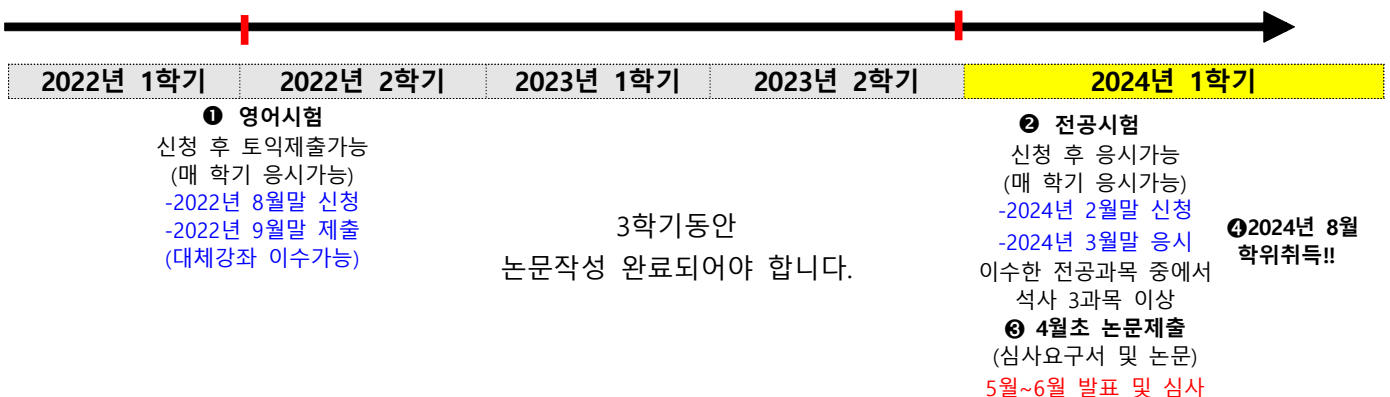 2022년 1학기 2022년 2학기 2023년 1학기 2023년 2학기 2024년 1학기
❶ 영어시험
신청 후 토익제출가능
(매 학기 응시가능)
-2022년 8월말 신청
-2022년 9월말 제출
(대체강좌 이수가능)
3학기동안
논문작성 완료되어야 합니다.
❷ 전공시험
신청 후 응시가능
(매 학기 응시가능)
-2024년 2월말 신청
-2024년 3월말 응시
이수한 전공과목 중에서
석사 3과목 이상
❸ 4월초 논문제출
(심사요구서 및 논문)
5월~6월 발표 및 심사
❹2024년 8월
학위취득!!